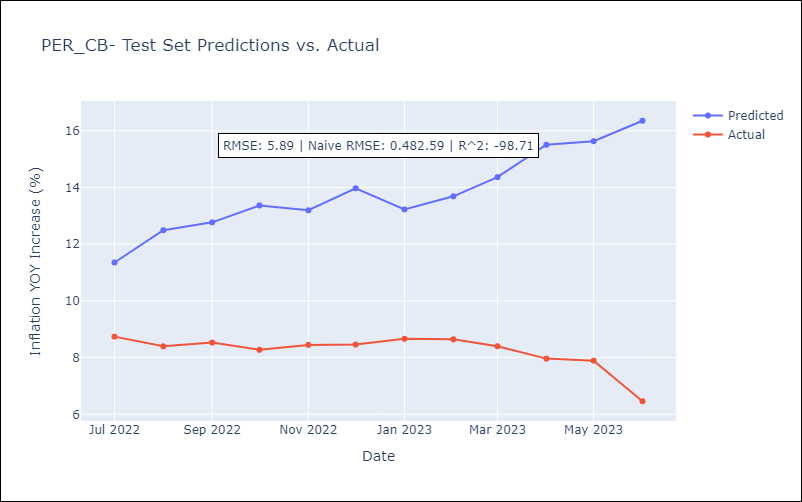 PER_CB- Test Set Predictions vs. Actual
Predicted
Actual
RMSE: 5.89 | Naive RMSE: 0.482.59 | R^2: -98.71
Inflation YOY Increase (%)
16
14
12
10
8
6
Jul 2022 Sep 2022 Nov 2022 Jan 2023 Mar 2023 May 2023
Date